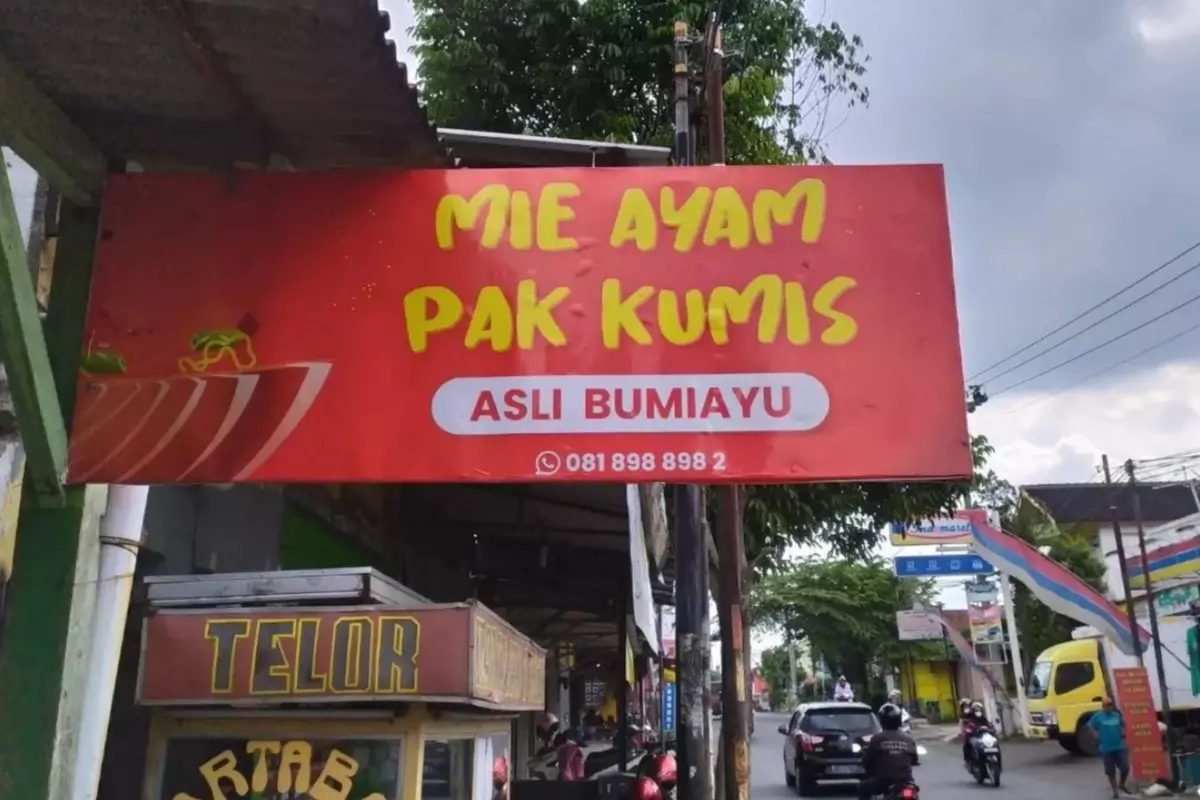 MIE AYAM
PAK KUMIS
ASLI BUMIAYU
081 898 898 2
TELOR